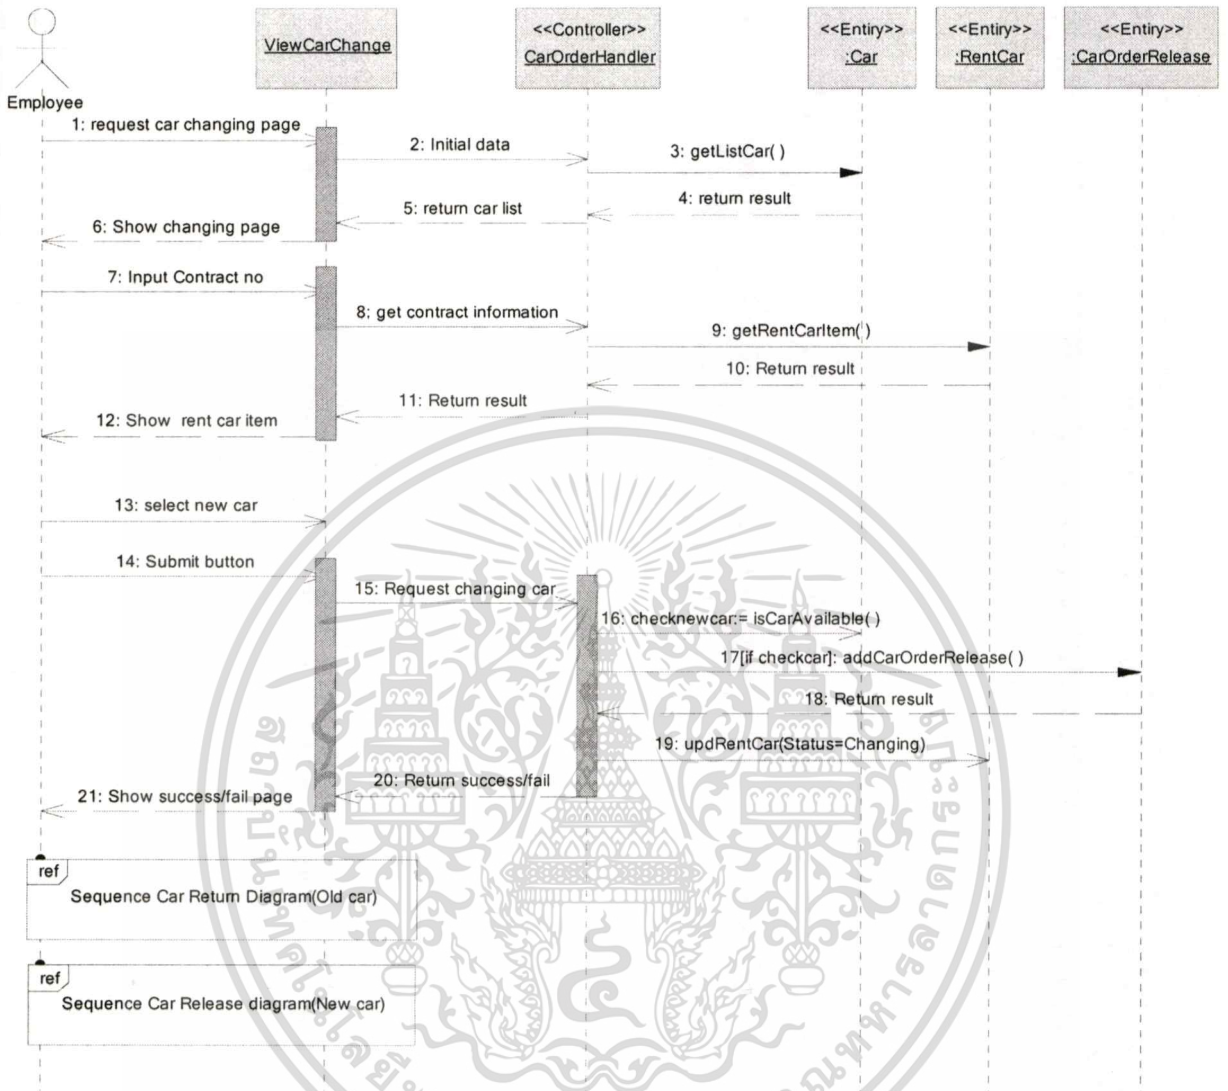 Employee
ViewCarChange
<<Controller>>
CarOrderHandler
<<Entiry>>
:Car
<<Entiry>>
:RentCar
<<Entiry>>
:CarOrderRelease
1: request car changing page
2: Initial data
3: getListCar( )
4: return result
5: return car list
6: Show changing page
7: Input Contract no
8: get contract information
9: getRentCarItem( )
10: Return result
11: Return result
12: Show rent car item
13: select new car
14: Submit button
15: Request changing car
16: checknewcar:= isCarAvailable( )
17[if checkcar]: addCarOrderRelease( )
18: Return result
19: updRentCar(Status=Changing)
20: Return success/fail
21: Show success/fail page
ref
Sequence Car Return Diagram(Old car)
ref
Sequence Car Release diagram(New car)